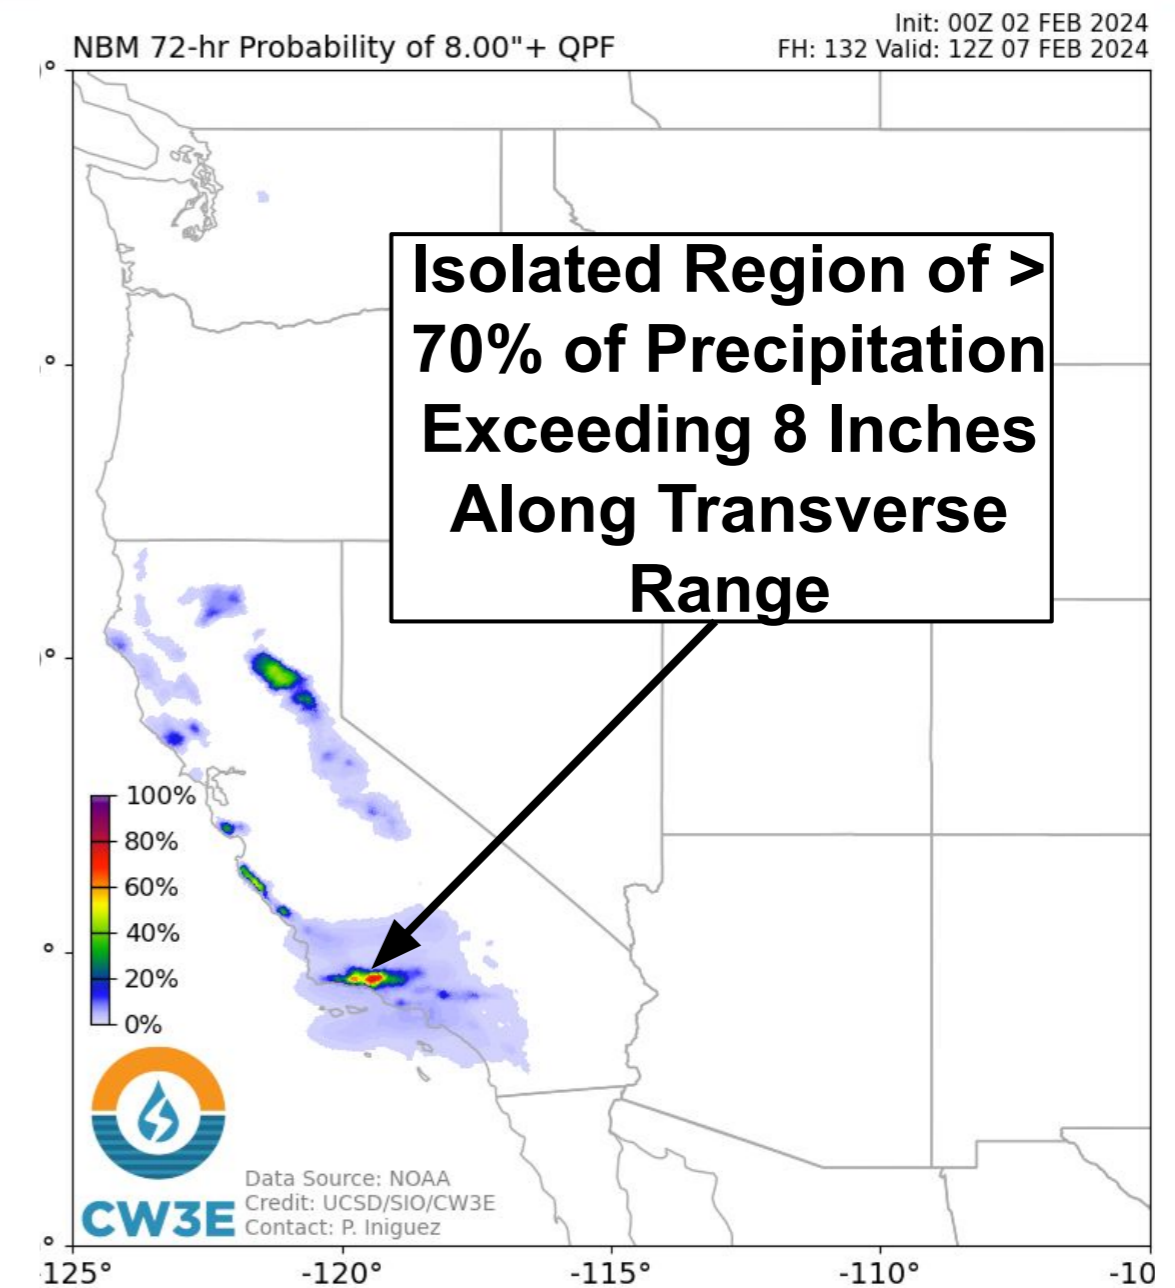 Init: 00Z 02 FEB 2024
NBM 72-hr Probability of 8.00"+ QPF
FH: 132 Valid: 12Z 07 FEB 2024
Isolated Region of >
70% of Precipitation
Exceeding 8 Inches
Along Transverse
Range
100%
80%
60%
40%
20%
0%
CW3E
Data Source: NOAA
Credit: UCSD/SIO/CW3E
Contact: P. Iniguez
-125°
-120°
-115°
-110°
-10